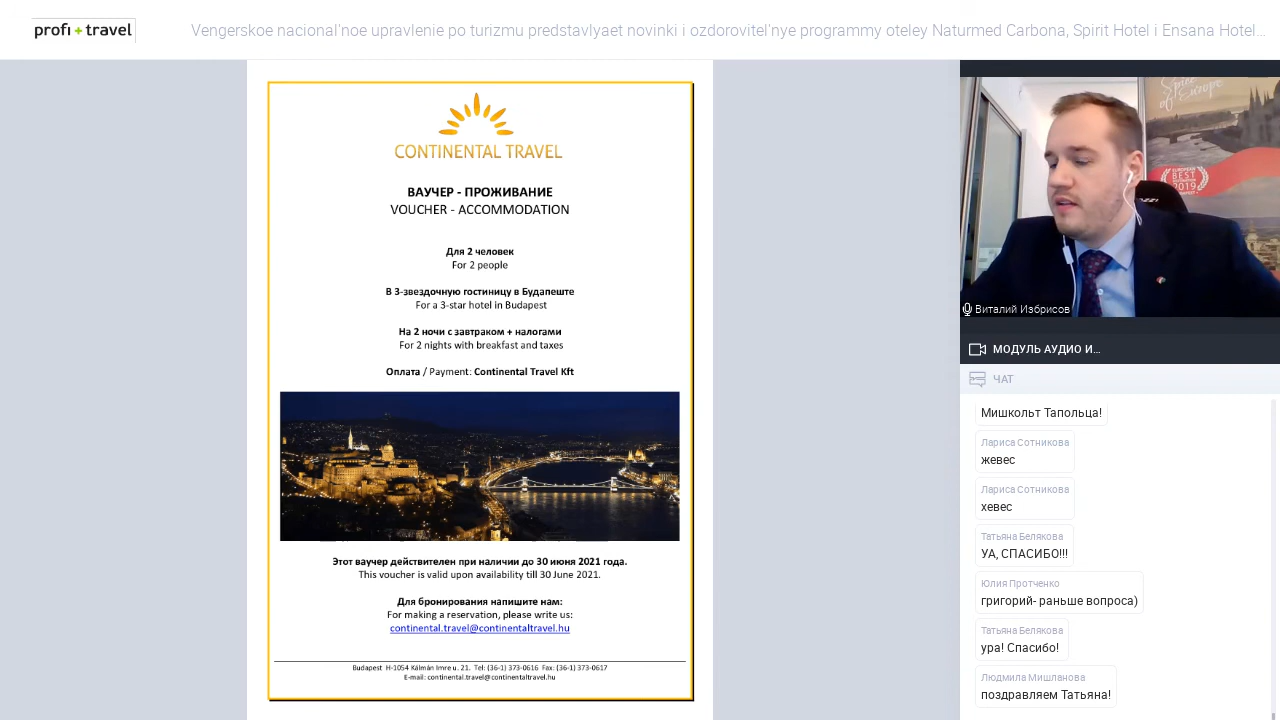 profi + travel
Vengerskoe nacional'noe upravlenie po turizmu predstavlyaet novinki i ozdorovitel'nye programmy oteley Naturmed Carbona, Spirit Hotel i Ensana Hotel…
CONTINENTAL TRAVEL
ВАУЧЕР - ПРОЖИВАНИЕ
VOUCHER - ACCOMMODATION
Для 2 человек
For 2 people
В 3-звездочную гостиницу в Будапеште
For a 3-star hotel in Budapest
На 2 ночи с завтраком + налогами
For 2 nights with breakfast and taxes
Оплата / Payment: Continental Travel Kft
Этот ваучер действителен при наличии до 30 июня 2021 года.
This voucher is valid upon availability till 30 June 2021.
Для бронирования напишите нам:
For making a reservation, please write us:
continental.travel@continentaltravel.hu
Budapest H-1054 Kálmán Imre u. 21. Tel: (36-1) 373-0616 Fax: (36-1) 373-0617
E-mail: continental.travel@continentaltravel.hu
Spice
of Europe
EUROPEAN
BEST
2019
Виталий Избрисов
МОДУЛЬ АУДИО И…
ЧАТ
Мишкольт Тапольца!
Лариса Сотникова
жевес
Лариса Сотникова
хевес
Татьяна Белякова
УА, СПАСИБО!!!
Юлия Протченко
григорий- раньше вопроса)
Татьяна Белякова
ура! Спасибо!
Людмила Мишланова
поздравляем Татьяна!